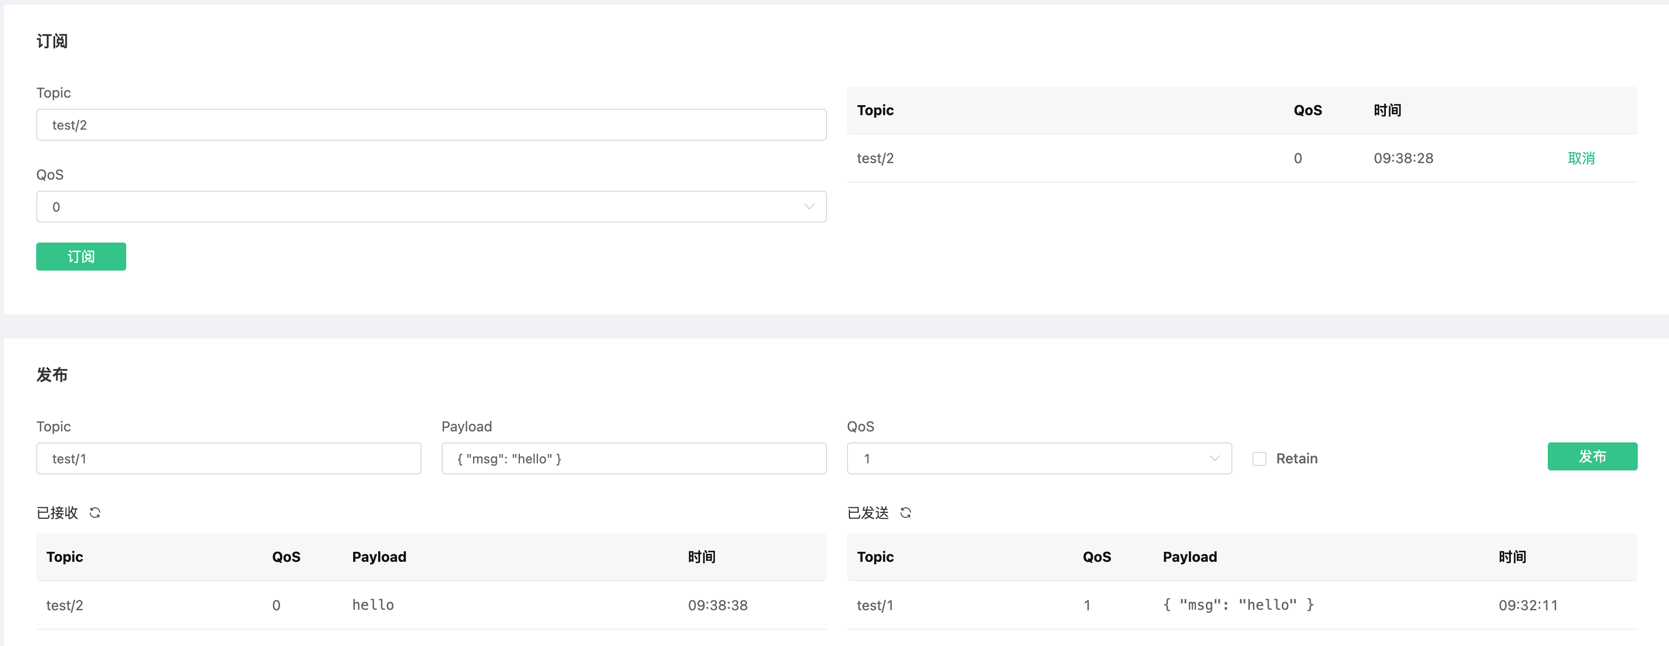 订阅
Topic
test/2
QoS
0
订阅
Topic QoS 时间
test/2 0 09:38:28 取消
发布
Topic Payload QoS
test/1 { "msg": "hello" } 1 Retain 发布
已接收
Topic QoS Payload 时间
test/2 0 hello 09:38:38
已发送
Topic QoS Payload 时间
test/1 1 { "msg": "hello" } 09:32:11